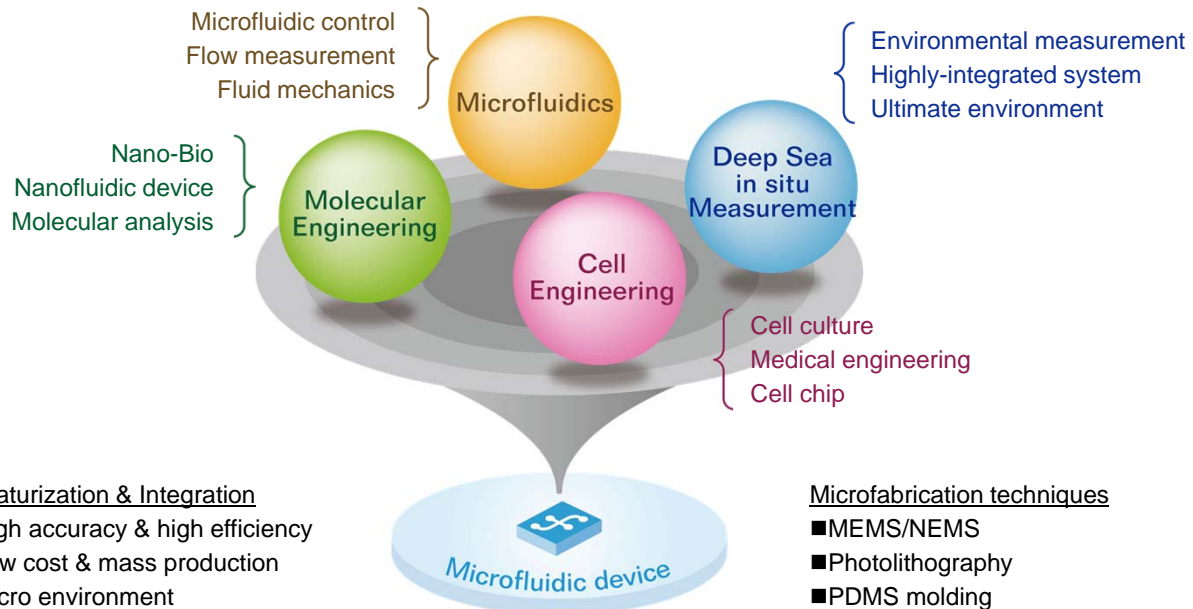 Microfluidic control
Flow measurement
Fluid mechanics
Microfluidics
Environmental measurement
Highly-integrated system
Ultimate environment
Nano-Bio
Nanofluidic device
Molecular analysis
Molecular
Engineering
Deep Sea
in situ
Measurement
Cell
Engineering
Cell culture
Medical engineering
Cell chip
aturization & Integration
gh accuracy & high efficiency
w cost & mass production
cro environment
Microfluidic device
Microfabrication techniques
■MEMS/NEMS
■Photolithography
■PDMS molding